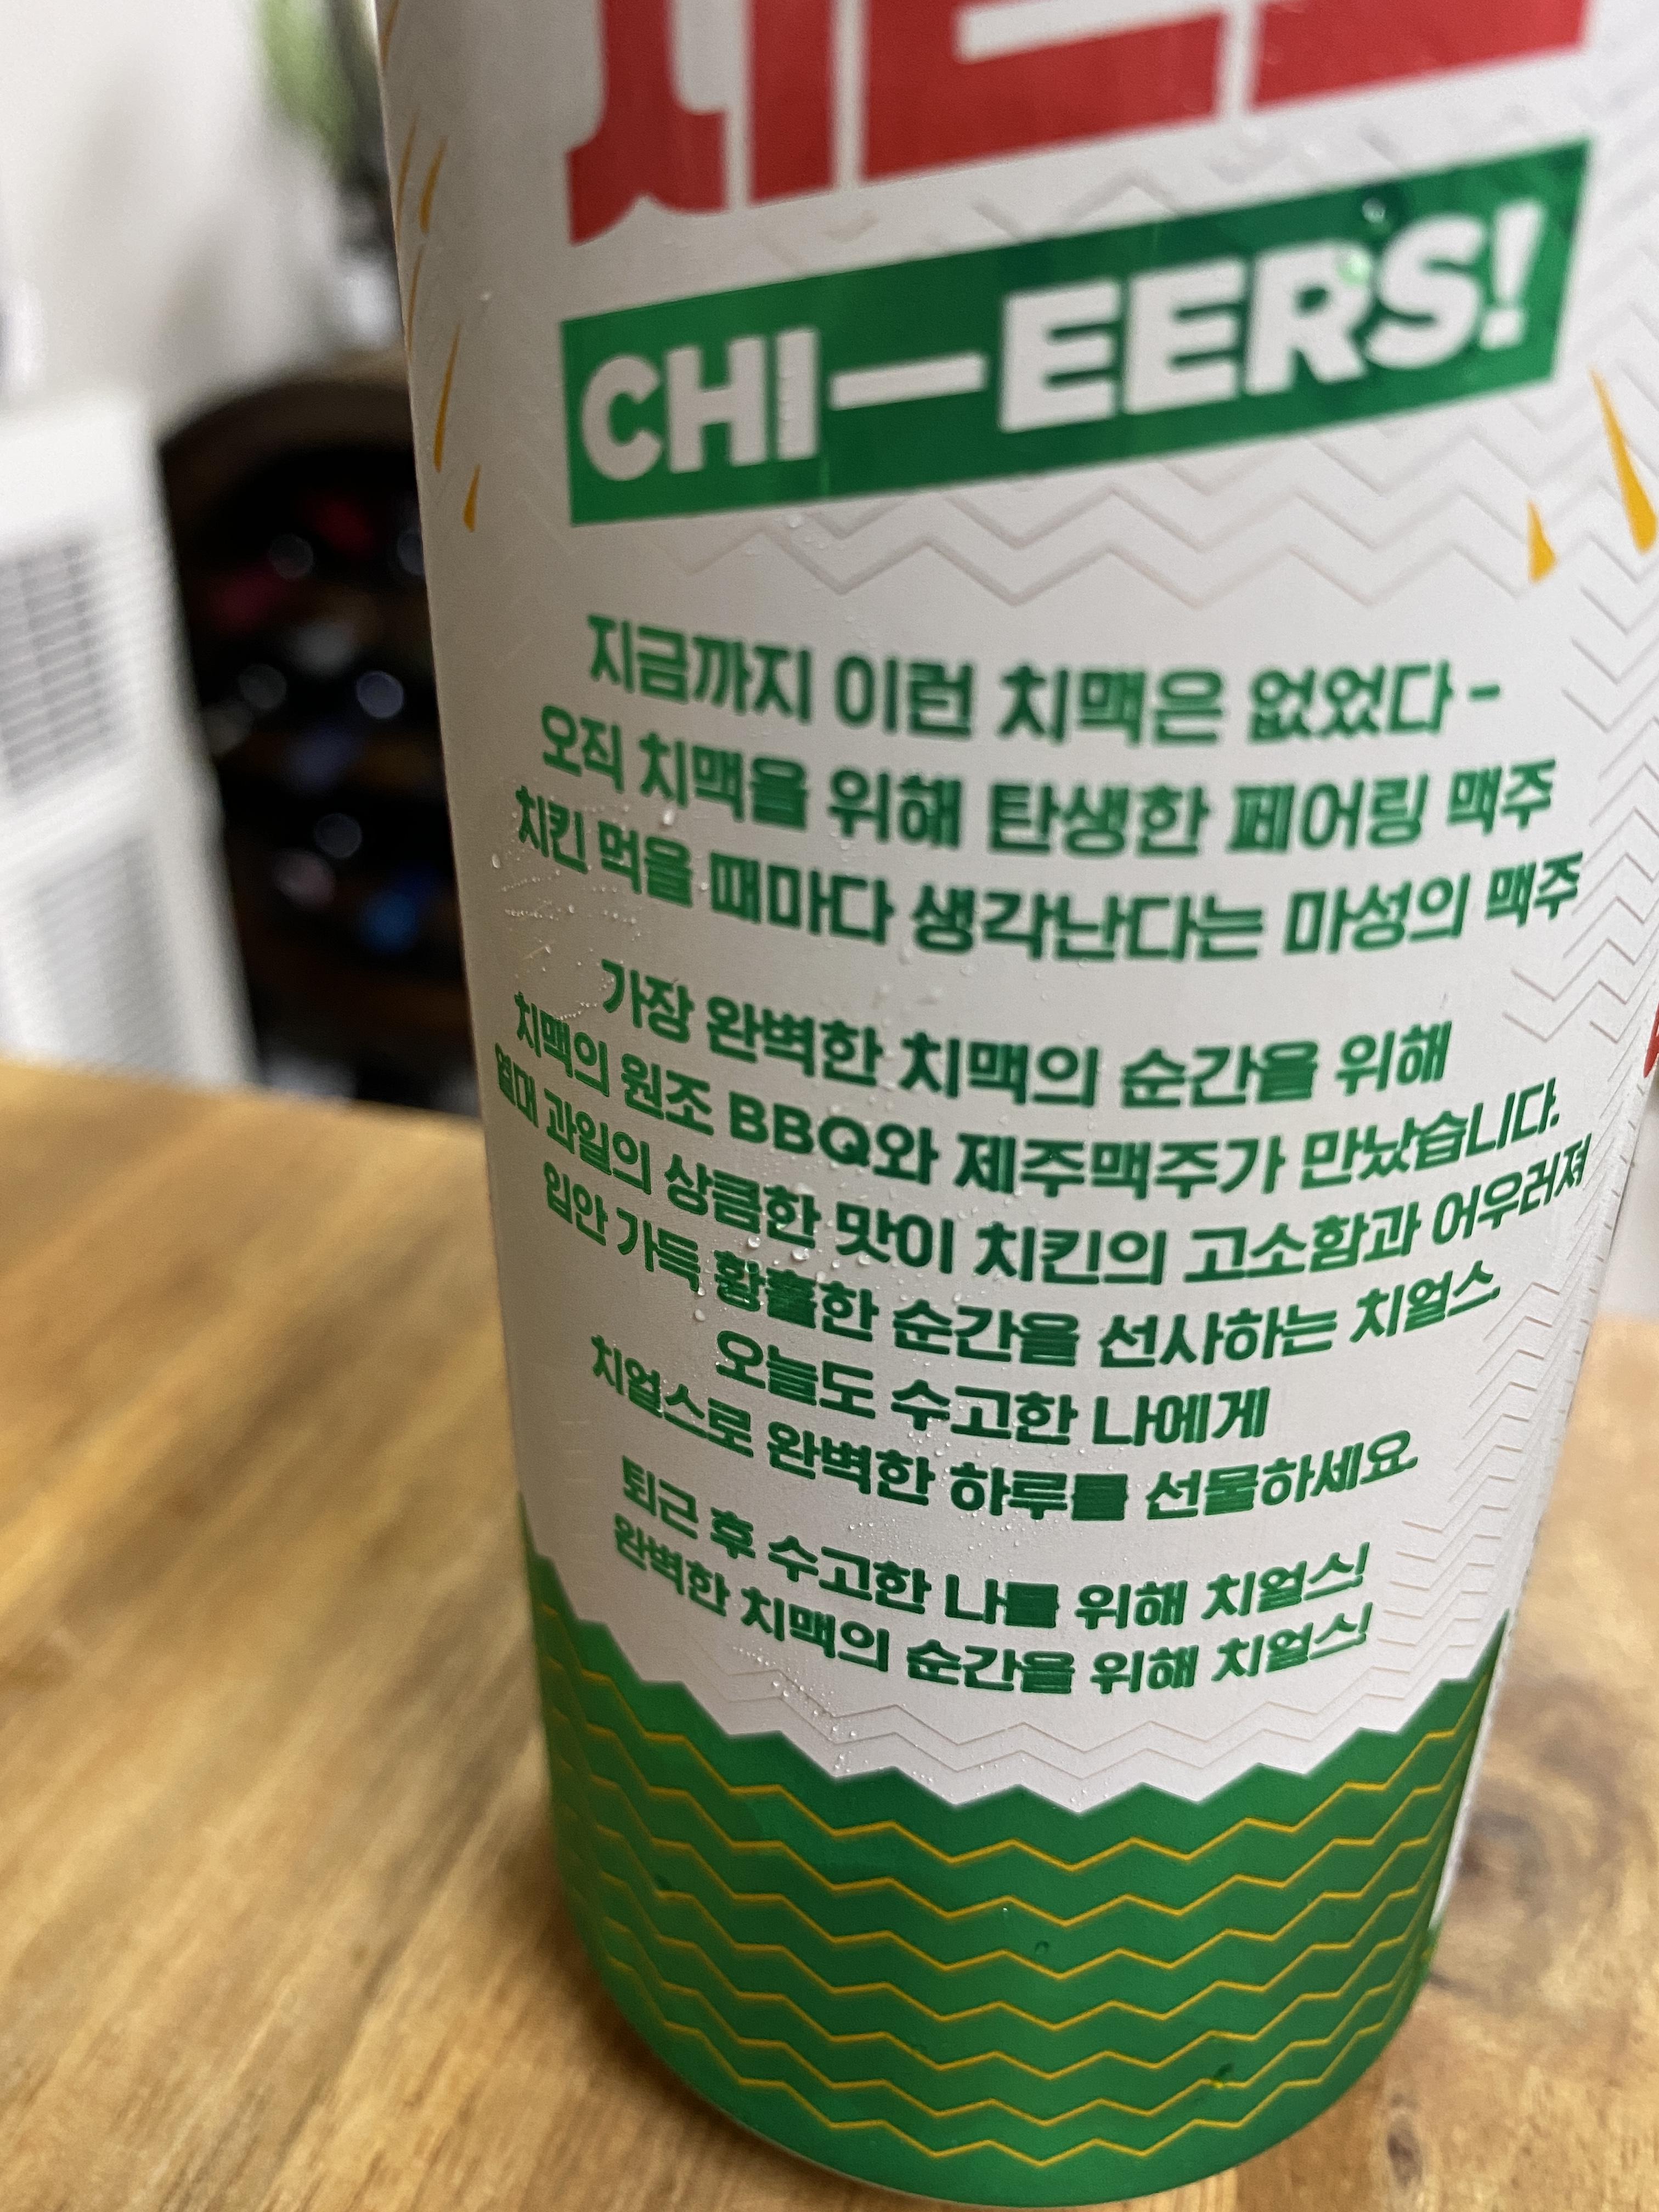 CHI—EERS!
지금까지 이런 치맥은 없었다 -
오직 치맥을 위해 탄생한 페어링 맥주
치킨 먹을 때마다 생각난다는 마성의 맥주
가장 완벽한 치맥의 순간을 위해
치맥의 원조 BBQ와 제주맥주가 만났습니다.
열대 과일의 상큼한 맛이 치킨의 고소함과 어우러져
입안 가득 황홀한 순간을 선사하는 치얼스.
오늘도 수고한 나에게
치얼스로 완벽한 하루를 선물하세요.
퇴근 후 수고한 나를 위해 치얼스!
완벽한 치맥의 순간을 위해 치얼스!